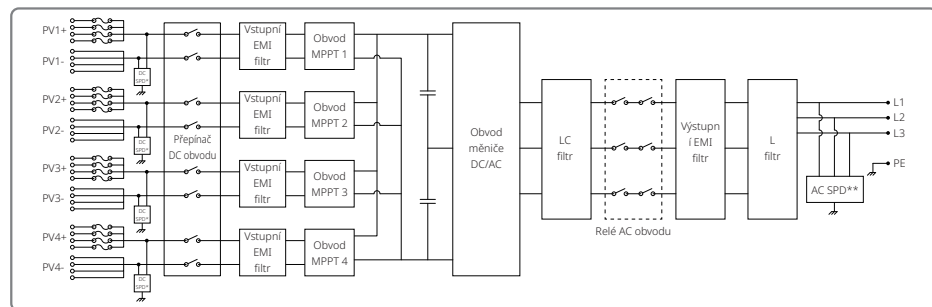 PV1+
PV1-
DC
SPD*
Vstupní
EMI
filtr
Obvod
MPPT 1
PV2+
PV2-
DC
SPD*
Vstupní
EMI
filtr
Obvod
MPPT 2
Přepínač
DC obvodu
PV3+
PV3-
DC
SPD*
Vstupní
EMI
filtr
Obvod
MPPT 3
PV4+
PV4-
DC
SPD*
Vstupní
EMI
filtr
Obvod
MPPT 4
Obvod
měniče
DC/AC
LC
filtr
Relé AC obvodu
Výstupn
í EMI
filtr
L
filtr
L1
L2
L3
PE
AC SPD**